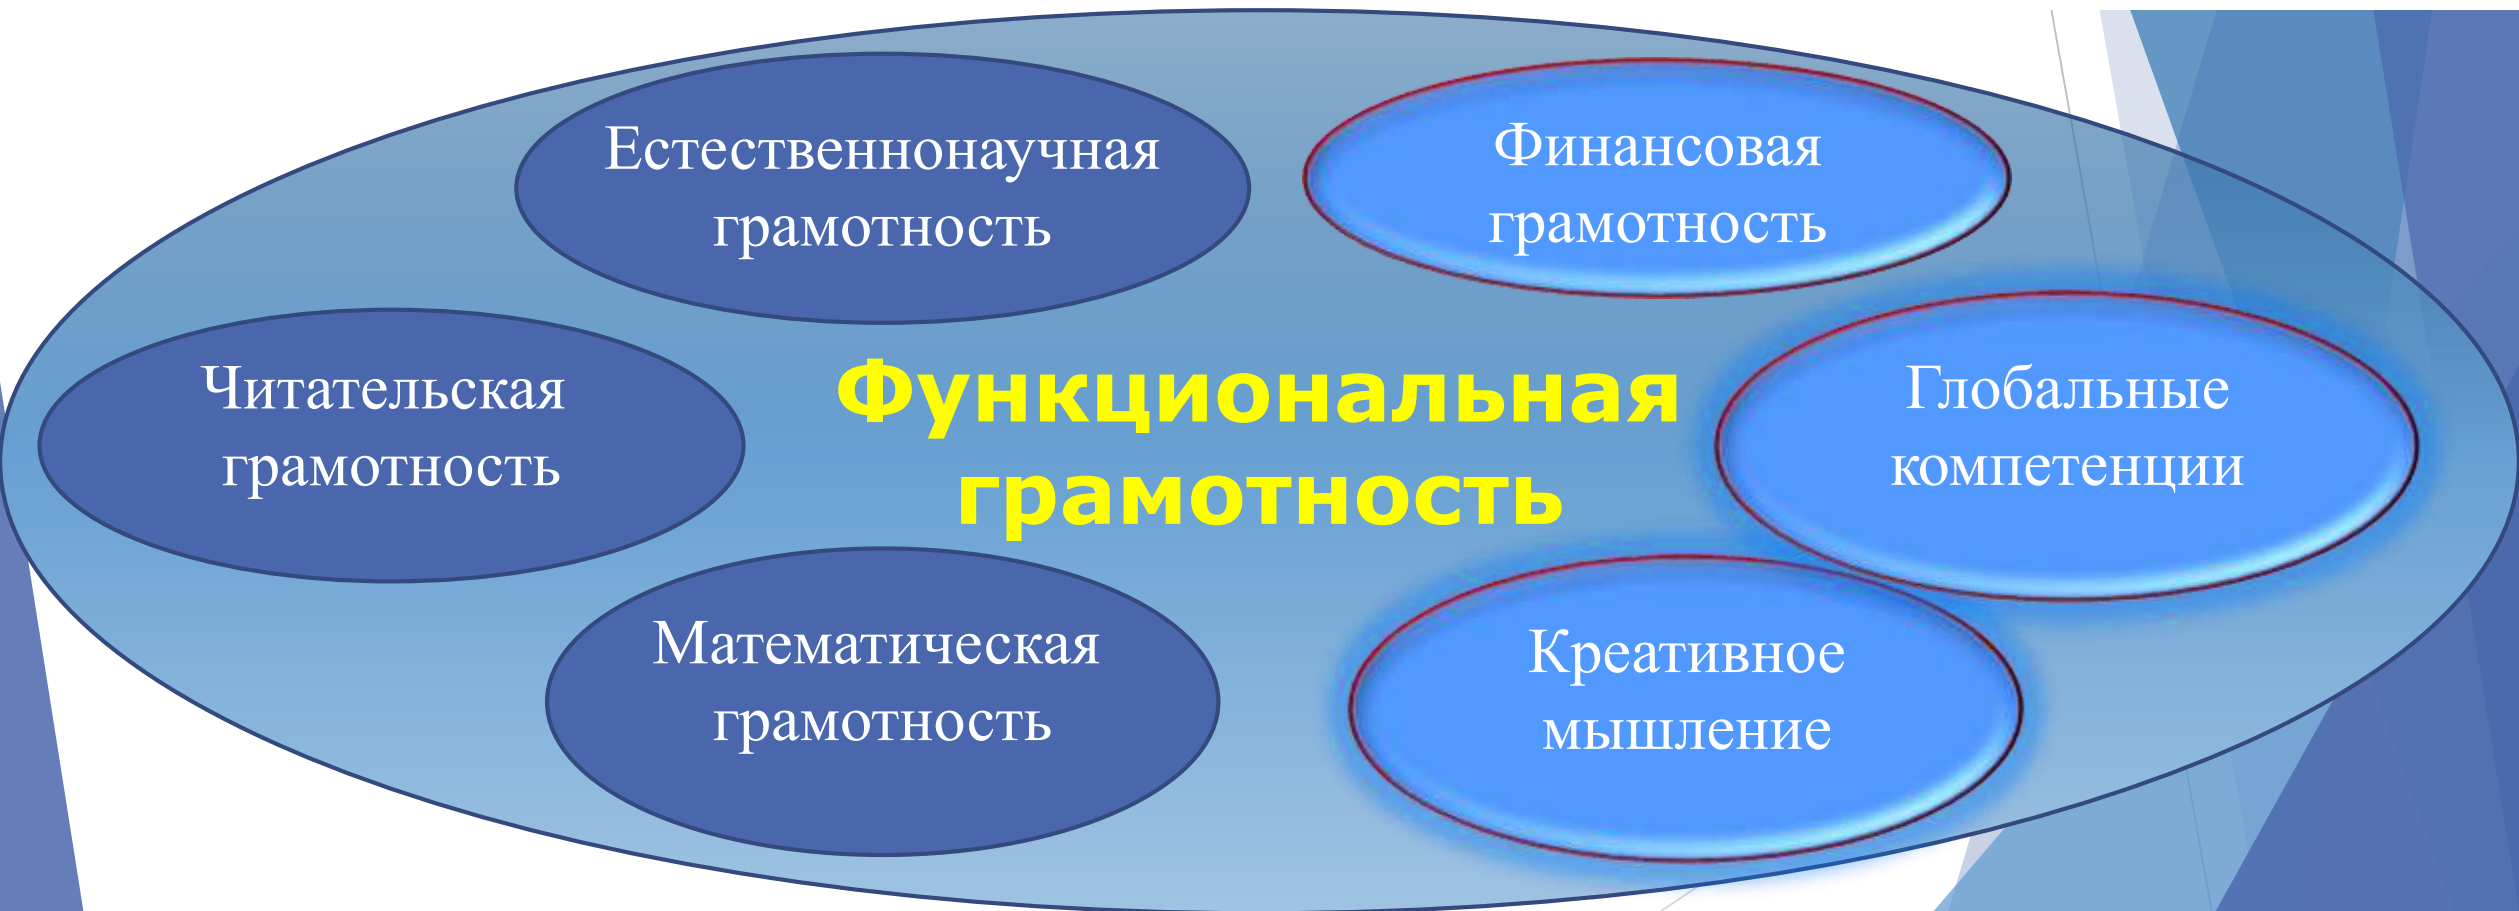 Естественнонаучная
грамотность
Финансовая
грамотность
Читательская
грамотность
Функциональная
грамотность
Глобальные
компетенции
Математическая
грамотность
Креативное
мышление